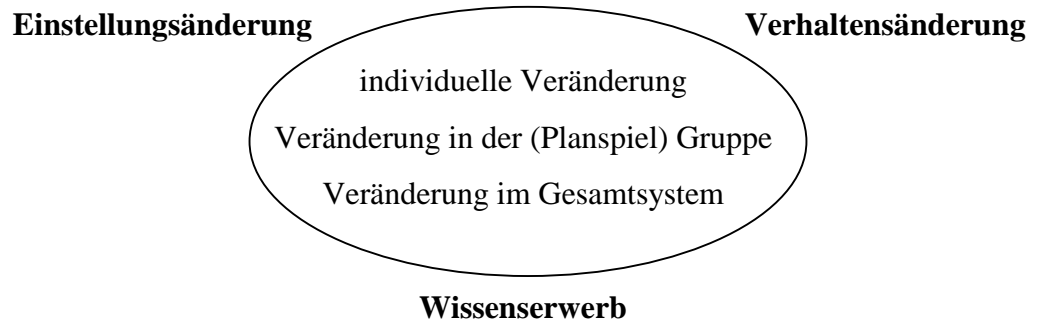 Einstellungsänderung Verhaltensänderung
individuelle Veränderung
Veränderung in der (Planspiel) Gruppe
Veränderung im Gesamtsystem
Wissenserwerb